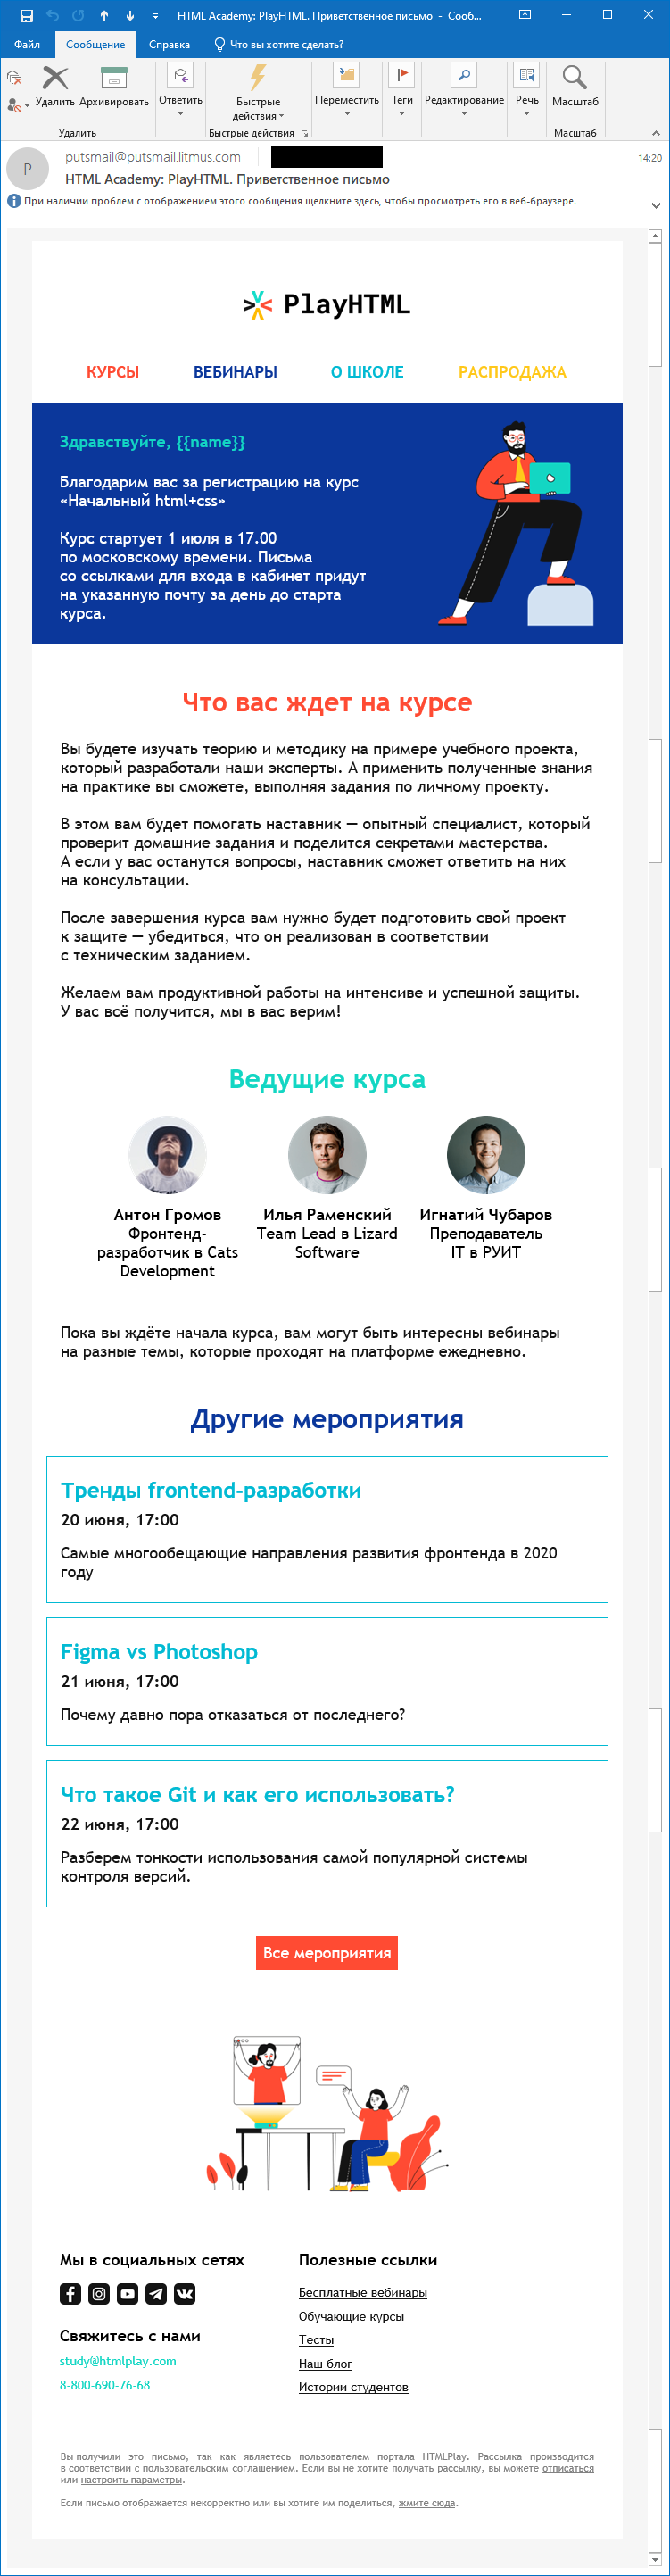 HTML Academy: PlayHTML. Приветственное письмо - Сооб...
Файл Сообщение Справка Что вы хотите сделать?
Удалить Архивировать Ответить Быстрые действия Переместить Теги Редактирование Речь Масштаб
Удалить Быстрые действия Масштаб
P
putsmail@putsmail.litmus.com
14:20
HTML Academy: PlayHTML. Приветственное письмо
При наличии проблем с отображением этого сообщения щелкните здесь, чтобы просмотреть его в веб-браузере.
PlayHTML
КУРСЫ ВЕБИНАРЫ О ШКОЛЕ РАСПРОДАЖА
Здравствуйте, {{name}}
Благодарим вас за регистрацию на курс
«Начальный html+css»
Курс стартует 1 июля в 17.00
по московскому времени. Письма
со ссылками для входа в кабинет придут
на указанную почту за день до старта
курса.
Что вас ждет на курсе
Вы будете изучать теорию и методику на примере учебного проекта,
который разработали наши эксперты. А применить полученные знания
на практике вы сможете, выполняя задания по личному проекту.
В этом вам будет помогать наставник — опытный специалист, который
проверит домашние задания и поделится секретами мастерства.
А если у вас останутся вопросы, наставник сможет ответить на них
на консультации.
После завершения курса вам нужно будет подготовить свой проект
к защите — убедиться, что он реализован в соответствии
с техническим заданием.
Желаем вам продуктивной работы на интенсиве и успешной защиты.
У вас всё получится, мы в вас верим!
Ведущие курса
Антон Громов
Фронтенд-
разработчик в Cats
Development
Илья Раменский
Team Lead в Lizard
Software
Игнатий Чубаров
Преподаватель
IT в РУИТ
Пока вы ждёте начала курса, вам могут быть интересны вебинары
на разные темы, которые проходят на платформе ежедневно.
Другие мероприятия
Тренды frontend-разработки
20 июня, 17:00
Самые многообещающие направления развития фронтенда в 2020
году
Figma vs Photoshop
21 июня, 17:00
Почему давно пора отказаться от последнего?
Что такое Git и как его использовать?
22 июня, 17:00
Разберем тонкости использования самой популярной системы
контроля версий.
Все мероприятия
Мы в социальных сетях
Свяжитесь с нами
study@htmlplay.com
8-800-690-76-68
Полезные ссылки
Бесплатные вебинары
Обучающие курсы
Тесты
Наш блог
Истории студентов
Вы получили это письмо, так как являетесь пользователем портала HTMLPlay. Рассылка производится
в соответствии с пользовательским соглашением. Если вы не хотите получать рассылку, вы можете отписаться
или настроить параметры.
Если письмо отображается некорректно или вы хотите им поделиться, жмите сюда.